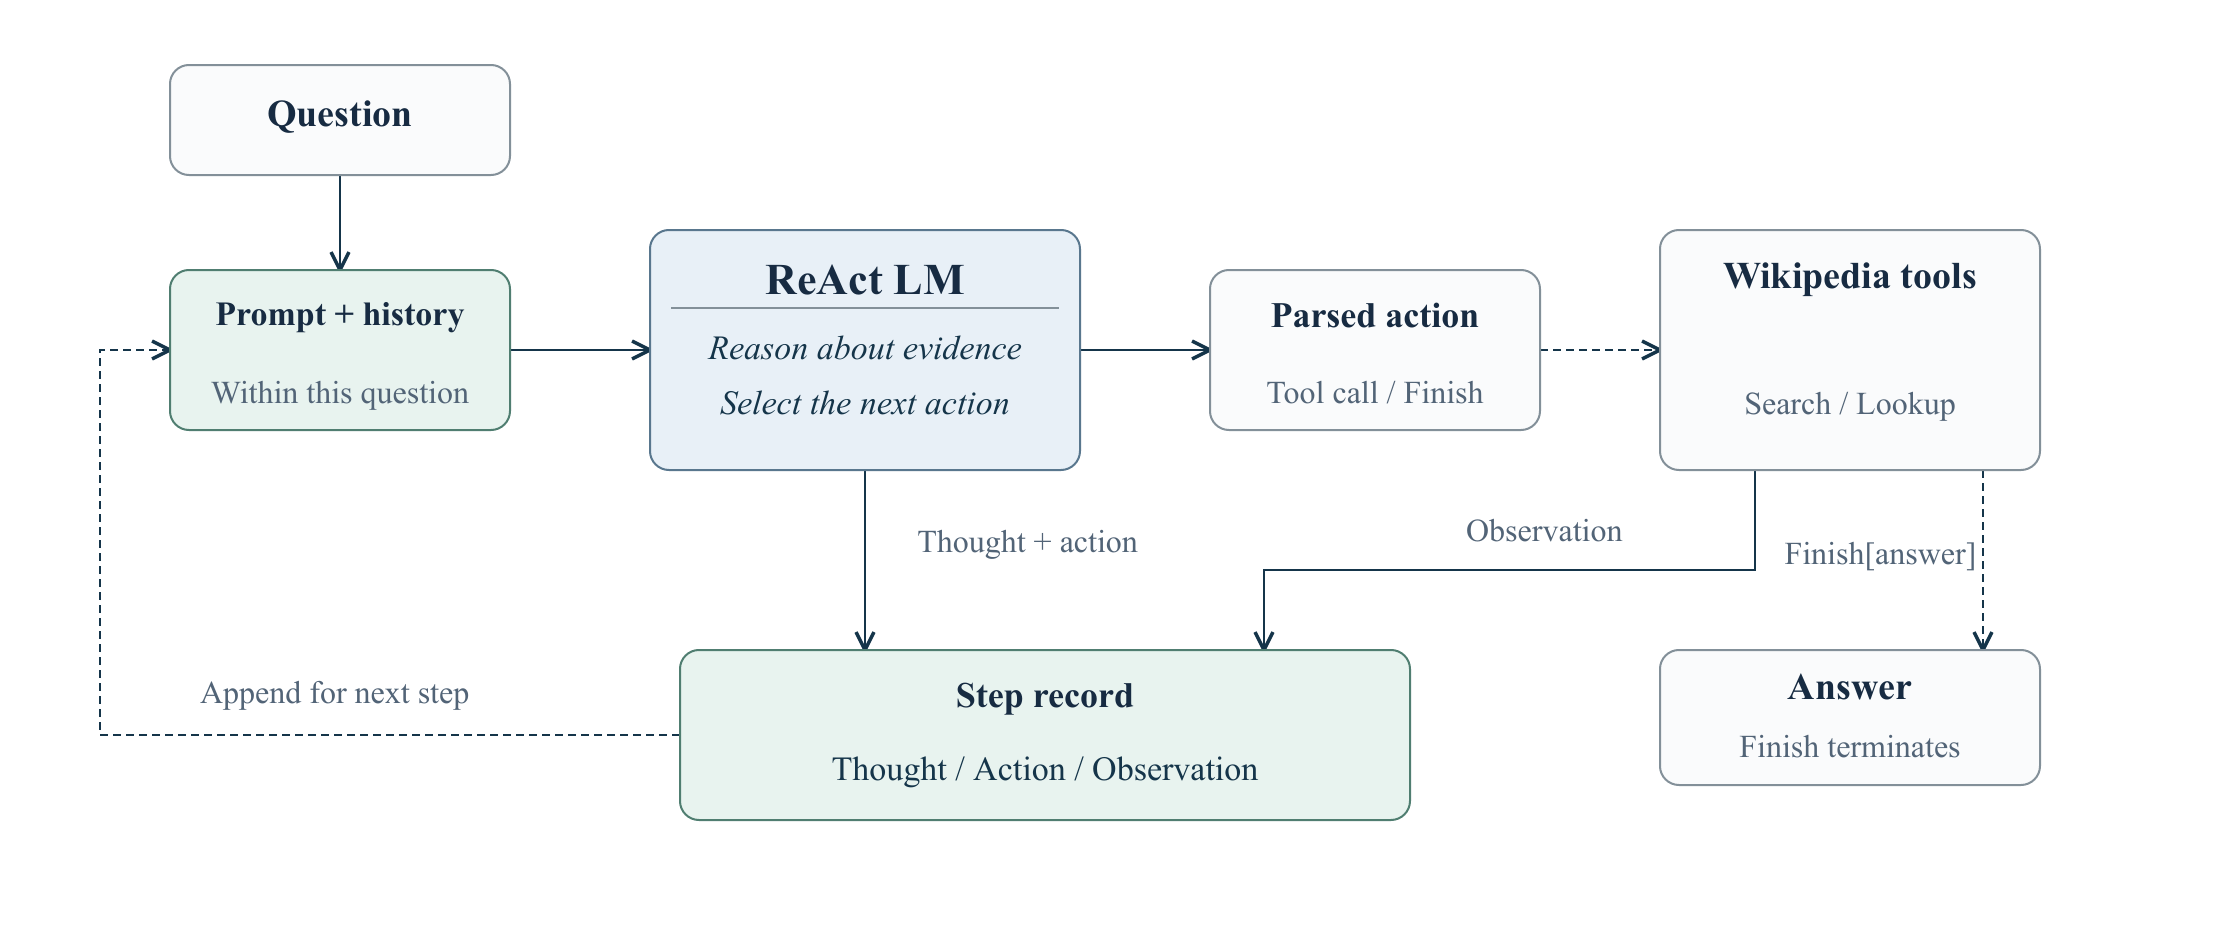 Question
Prompt + history
Within this question
ReAct LM
Reason about evidence
Select the next action
Parsed action
Tool call / Finish
Wikipedia tools
Search / Lookup
Thought + action
Observation
Finish[answer]
Append for next step
Step record
Thought / Action / Observation
Answer
Finish terminates